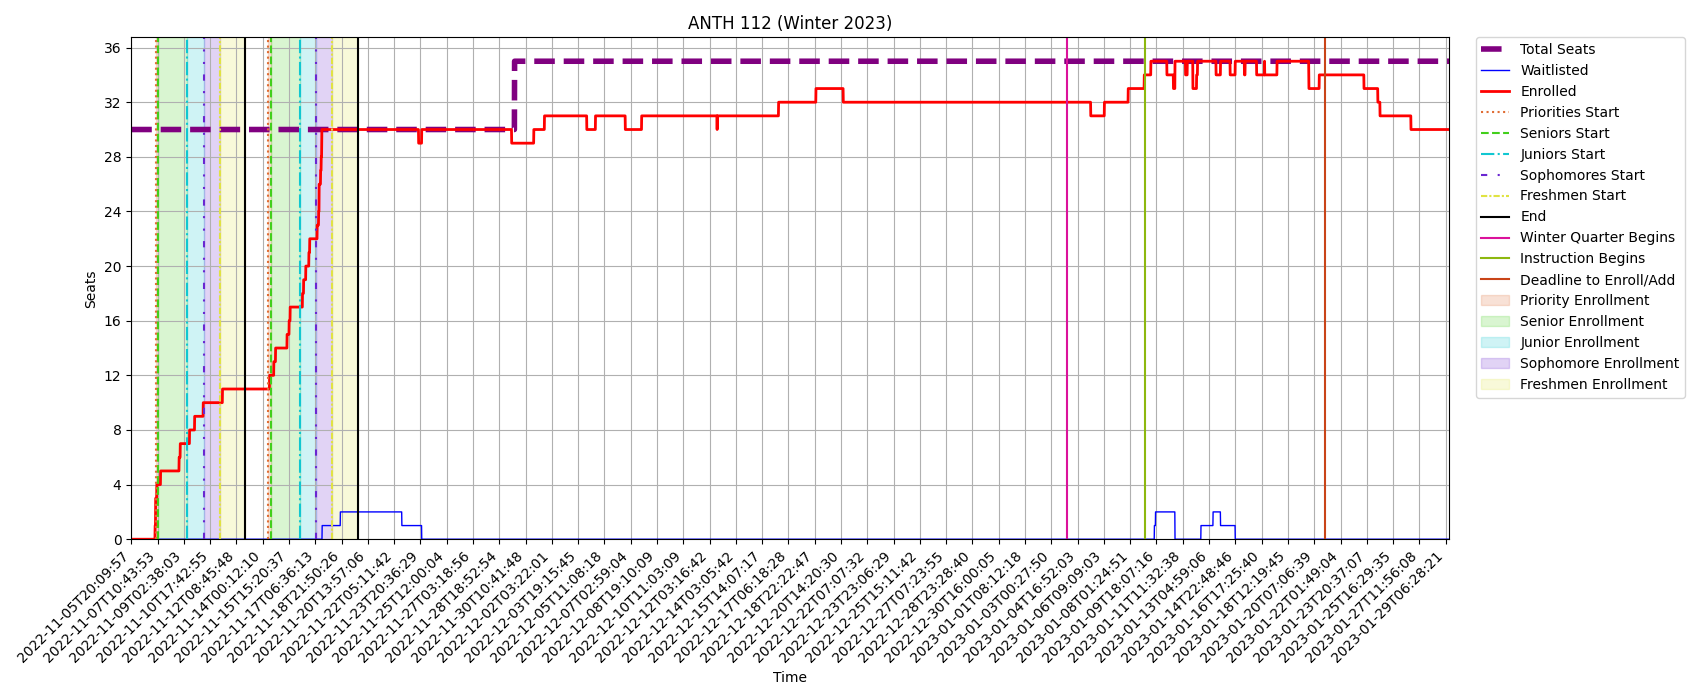 ANTH 112 (Winter 2023)
36
32
28
24
20
16
12
8
4
0
Seats
2022-11-05T20:09:57
2022-11-07T10:43:53
2022-11-09T02:38:03
2022-11-10T17:42:55
2022-11-12T08:45:48
2022-11-14T00:12:10
2022-11-15T15:20:37
2022-11-17T06:36:13
2022-11-18T21:50:26
2022-11-20T13:57:06
2022-11-22T05:11:42
2022-11-23T20:36:29
2022-11-25T12:00:04
2022-11-27T03:18:56
2022-11-28T18:52:54
2022-11-30T10:41:48
2022-12-02T03:22:01
2022-12-03T19:15:45
2022-12-05T11:08:18
2022-12-07T02:59:04
2022-12-08T19:10:09
2022-12-10T11:03:09
2022-12-12T03:16:42
2022-12-14T03:05:42
2022-12-15T14:07:17
2022-12-17T06:18:28
2022-12-18T22:22:47
2022-12-20T14:20:30
2022-12-22T07:07:32
2022-12-23T23:06:29
2022-12-25T15:11:42
2022-12-27T07:23:55
2022-12-28T23:28:40
2022-12-30T16:00:05
2023-01-01T08:12:18
2023-01-03T00:27:50
2023-01-04T16:52:03
2023-01-06T09:09:03
2023-01-08T01:24:51
2023-01-09T18:07:16
2023-01-11T11:32:38
2023-01-13T04:59:06
2023-01-14T22:48:46
2023-01-16T17:25:40
2023-01-18T12:19:45
2023-01-20T07:06:39
2023-01-22T01:49:04
2023-01-23T20:37:07
2023-01-25T16:29:35
2023-01-27T11:56:08
2023-01-29T06:28:21
Time
Total Seats
Waitlisted
Enrolled
Priorities Start
Seniors Start
Juniors Start
Sophomores Start
Freshmen Start
End
Winter Quarter Begins
Instruction Begins
Deadline to Enroll/Add
Priority Enrollment
Senior Enrollment
Junior Enrollment
Sophomore Enrollment
Freshmen Enrollment